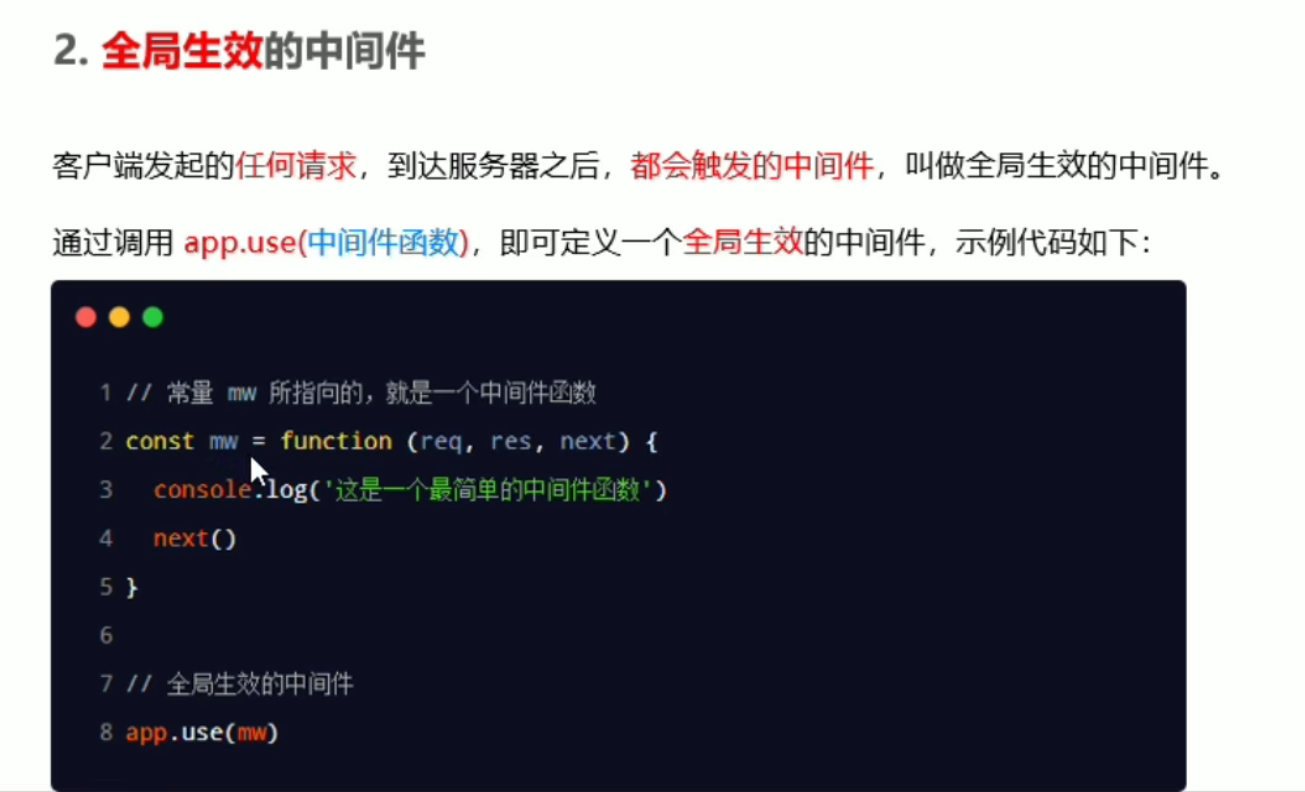 2. 全局生效的中间件
客户端发起的任何请求，到达服务器之后，都会触发的中间件，叫做全局生效的中间件。
通过调用 app.use(中间件函数)，即可定义一个全局生效的中间件，示例代码如下：
1 // 常量 mw 所指向的，就是一个中间件函数
2 const mw = function (req, res, next) {
3   console.log('这是一个最简单的中间件函数')
4   next()
5 }
6
7 // 全局生效的中间件
8 app.use(mw)